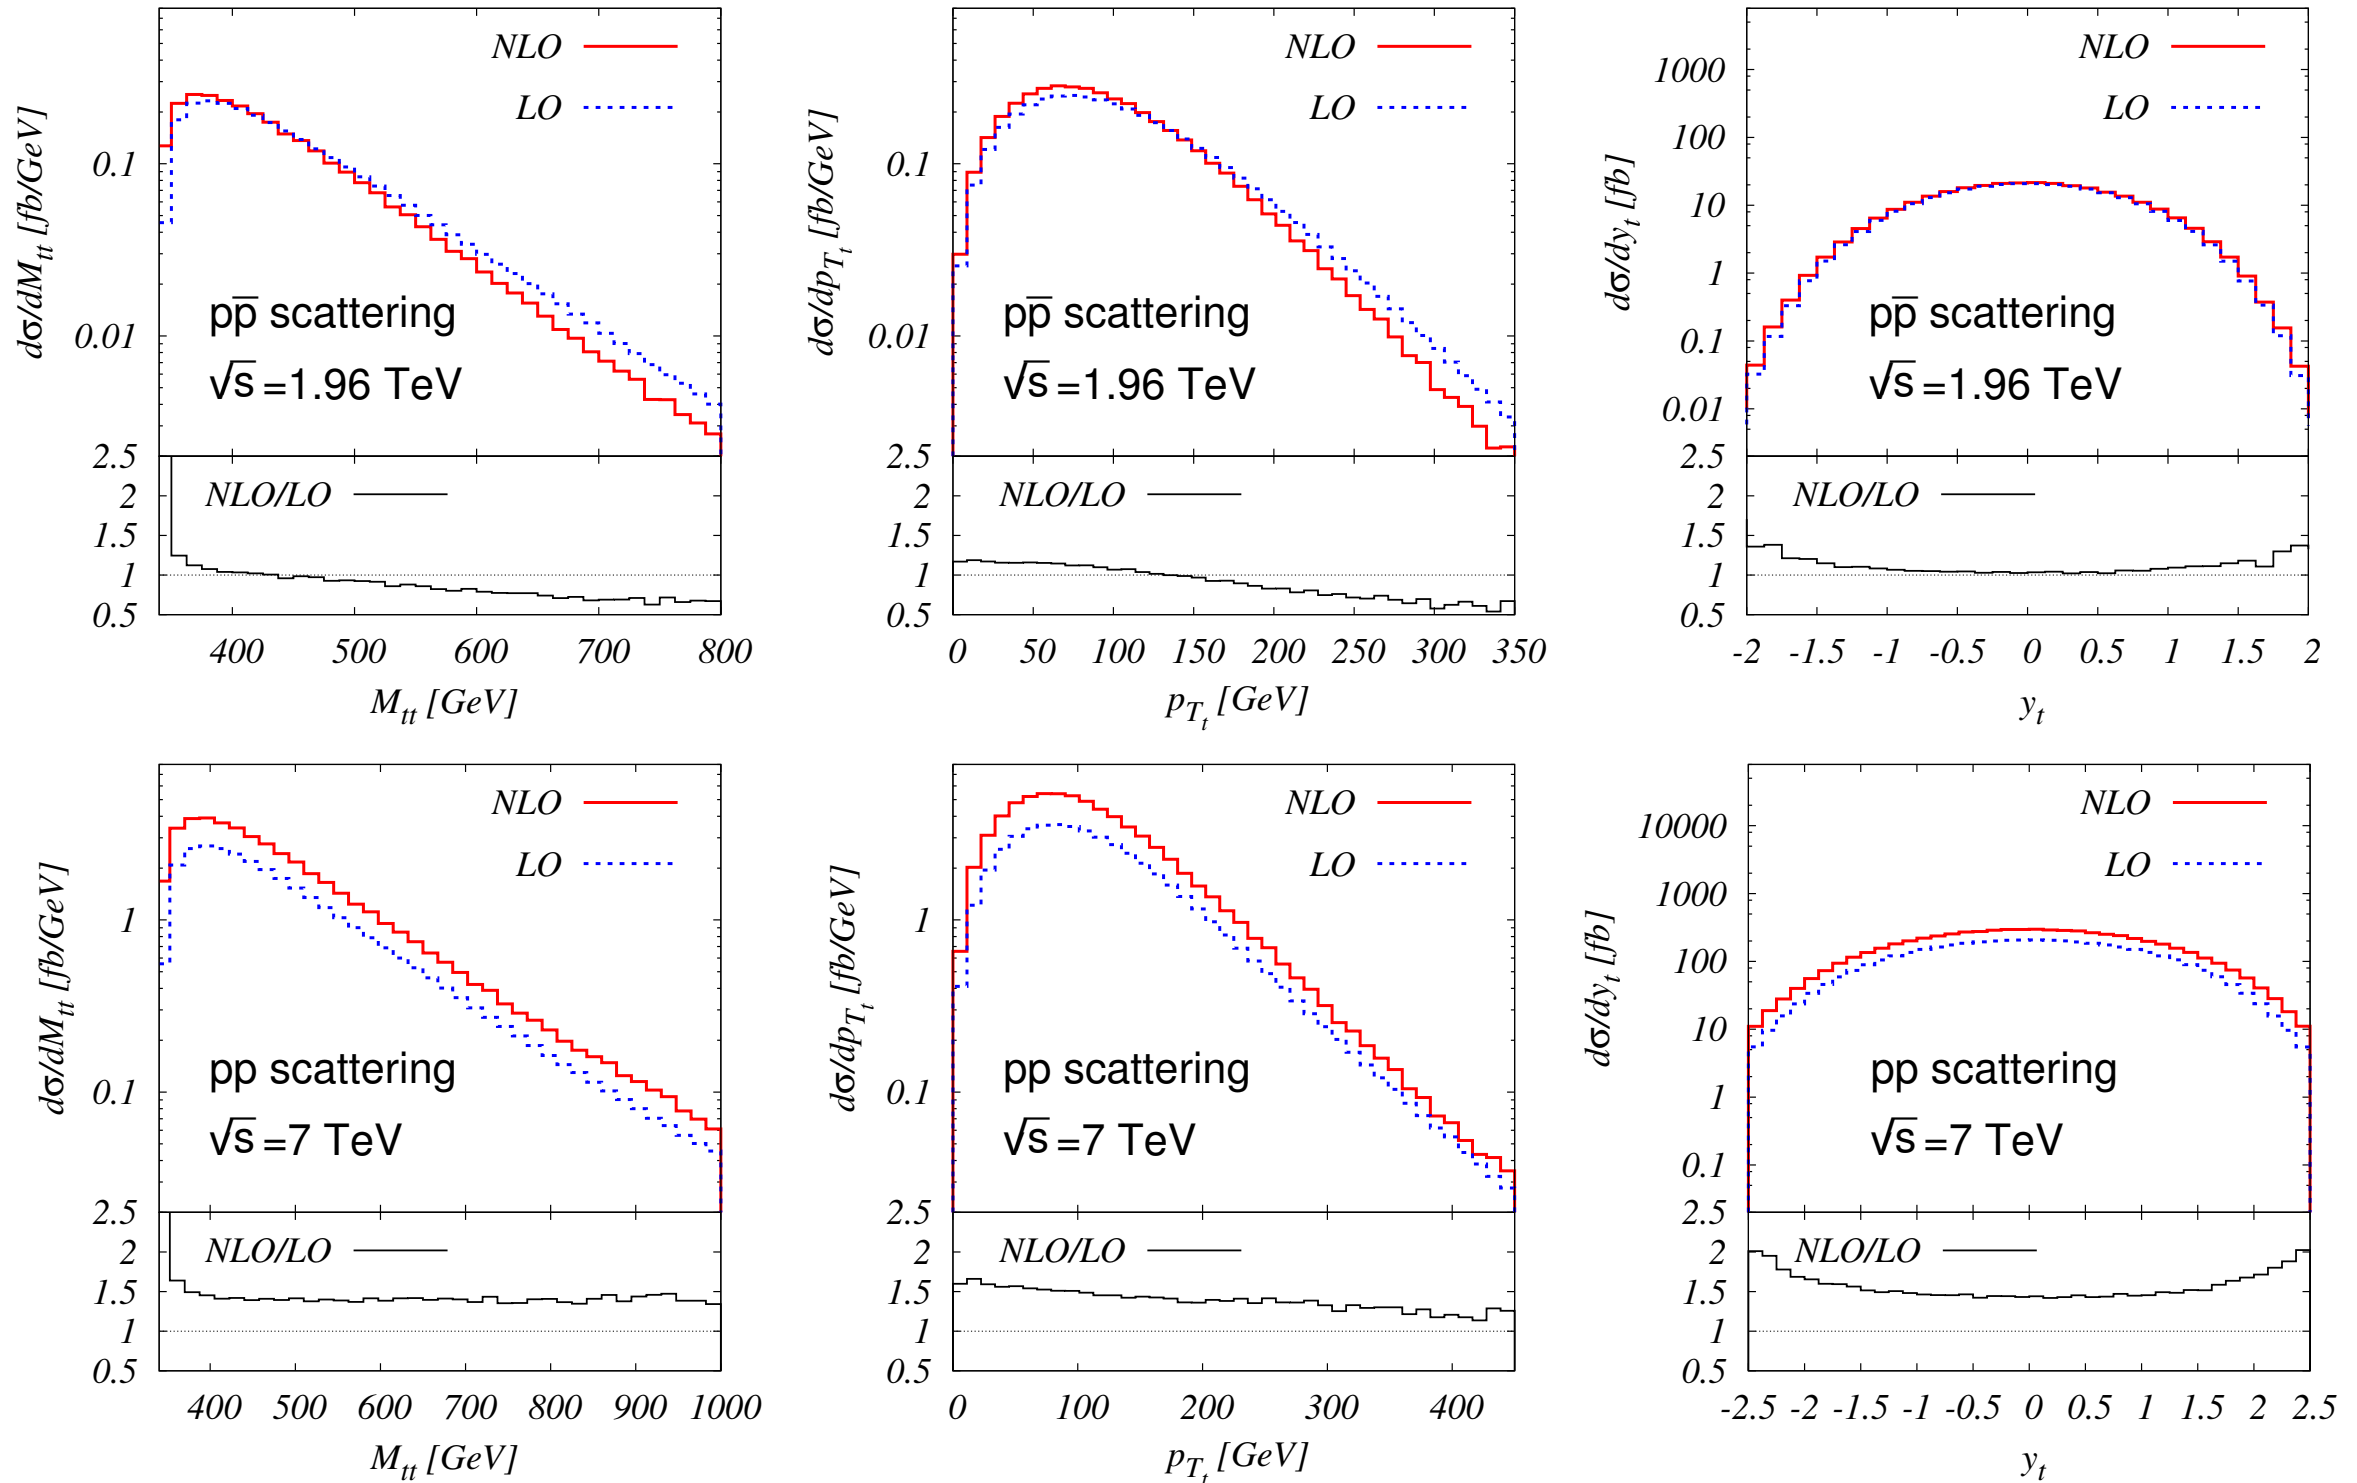 NLO
LO
dσ/dM_tt [fb/GeV]
0.1
0.01
pp̅ scattering
√s =1.96 TeV
2.5
NLO/LO
2
1.5
1
0.5
400 500 600 700 800
M_tt [GeV]
NLO
LO
dσ/dp_T_t [fb/GeV]
0.1
0.01
pp̅ scattering
√s =1.96 TeV
2.5
NLO/LO
2
1.5
1
0.5
0 50 100 150 200 250 300 350
p_T_t [GeV]
NLO
LO
dσ/dy_t [fb]
1000
100
10
1
0.1
0.01
pp̅ scattering
√s =1.96 TeV
2.5
NLO/LO
2
1.5
1
0.5
-2 -1.5 -1 -0.5 0 0.5 1 1.5 2
y_t
NLO
LO
dσ/dM_tt [fb/GeV]
1
0.1
pp scattering
√s =7 TeV
2.5
NLO/LO
2
1.5
1
0.5
400 500 600 700 800 900 1000
M_tt [GeV]
NLO
LO
dσ/dp_T_t [fb/GeV]
1
0.1
pp scattering
√s =7 TeV
2.5
NLO/LO
2
1.5
1
0.5
0 100 200 300 400
p_T_t [GeV]
NLO
LO
dσ/dy_t [fb]
10000
1000
100
10
1
0.1
pp scattering
√s =7 TeV
2.5
NLO/LO
2
1.5
1
0.5
-2.5 -2 -1.5 -1 -0.5 0 0.5 1 1.5 2 2.5
y_t